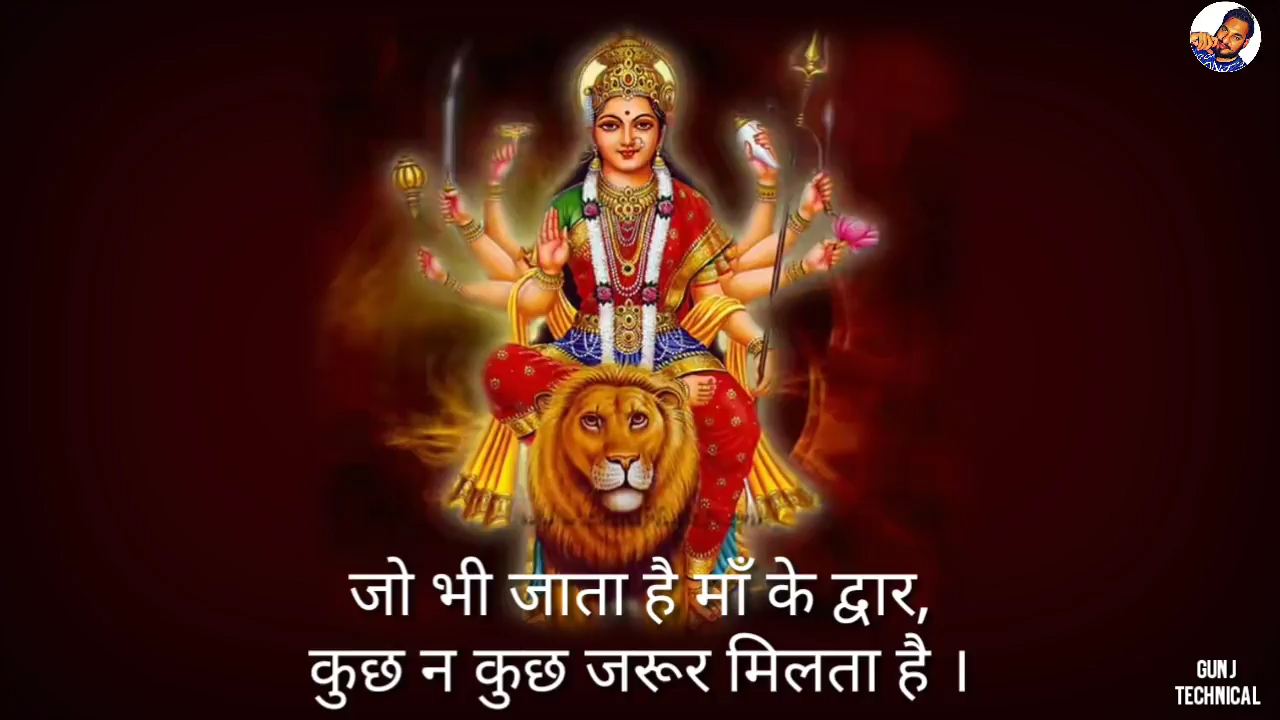 जो भी जाता है माँ के द्वार,
कुछ न कुछ जरूर मिलता है ।
GUNJ
TECHNICAL